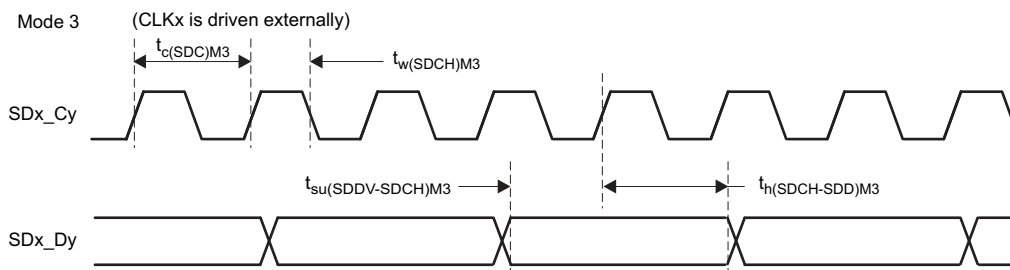 Mode 3 (CLKx is driven externally)
tc(SDC)M3
tw(SDCH)M3
SDx_Cy
tsu(SDDV-SDCH)M3
th(SDCH-SDD)M3
SDx_Dy